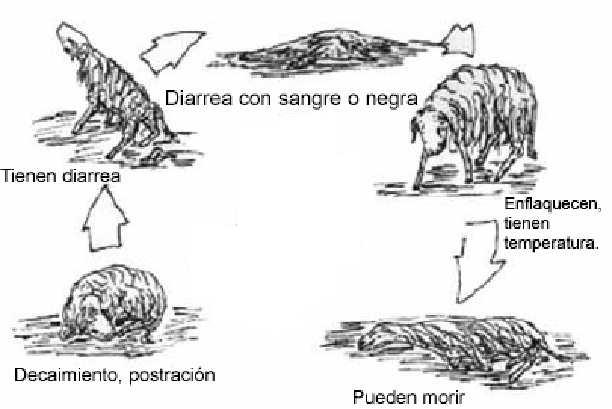 Diarrea con sangre o negra
Tienen diarrea
Enflaquecen,
tienen
temperatura.
Decaimiento, postración
Pueden morir